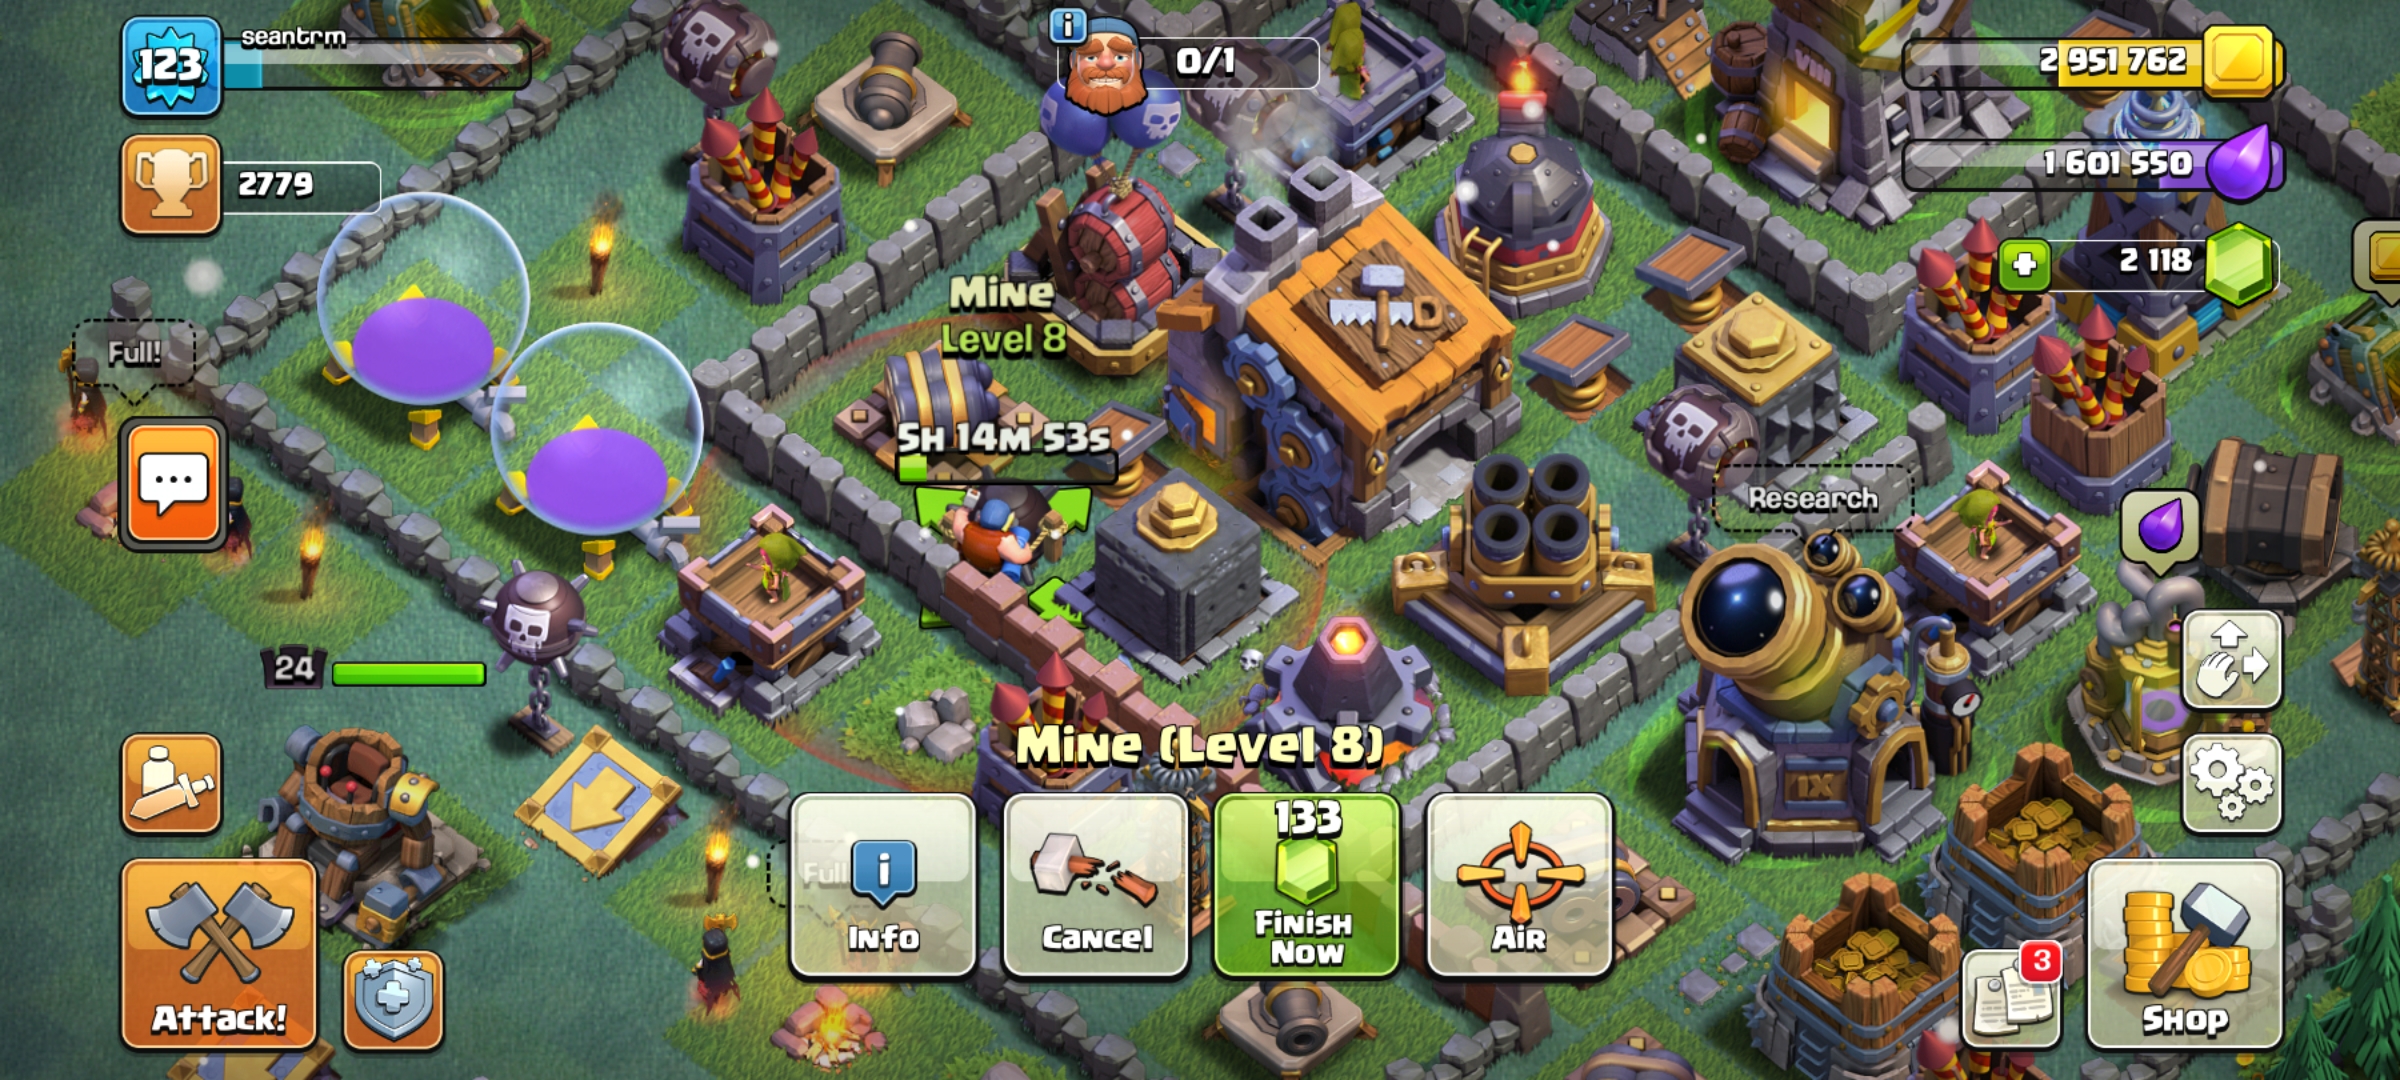 123
seantrm
0/1
2 951 762
VIII
2779
1 601 550
2 118
Mine
Level 8
Full!
5H 14M 53s
Research
24
Mine (Level 8)
IX
133
Full
Info
Cancel
Finish
Now
Air
3
Attack!
Shop